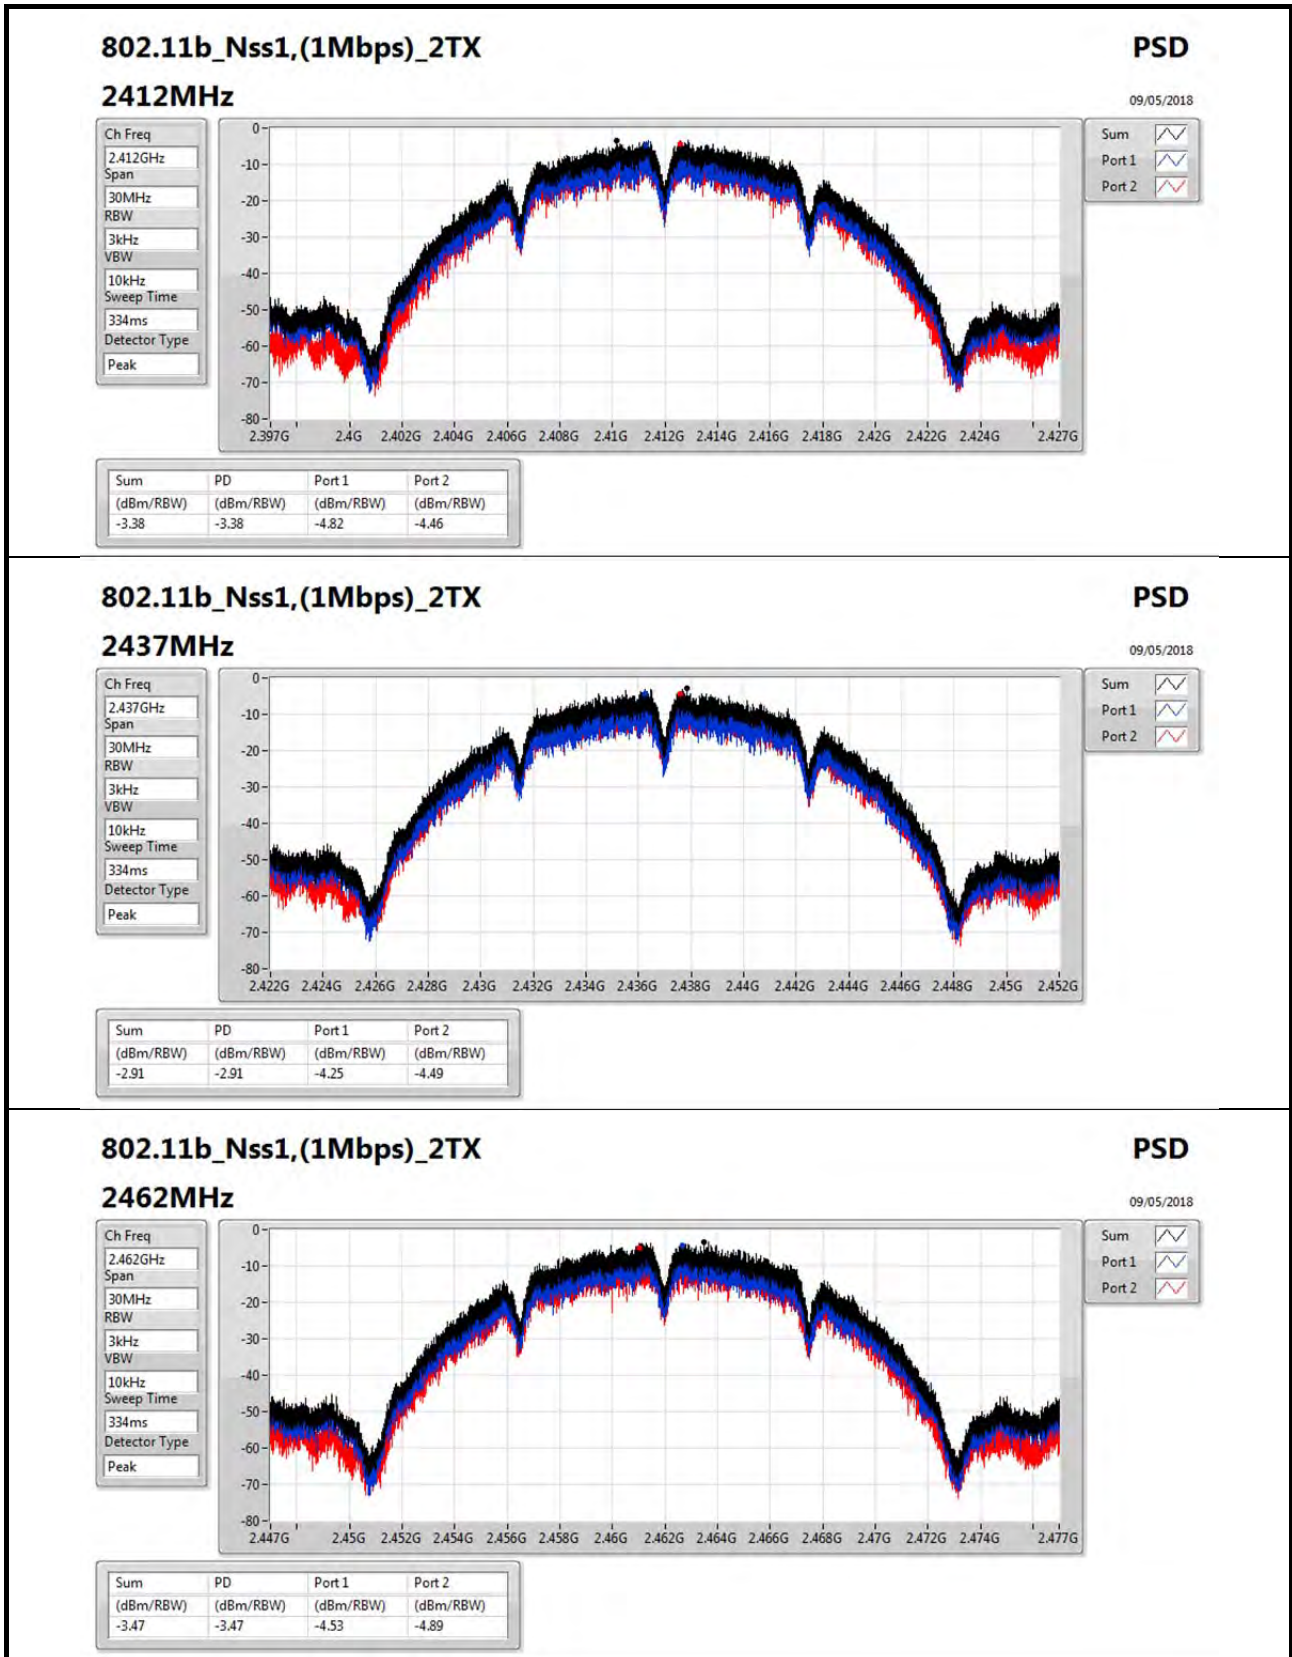 802.11b_Nss1,(1Mbps)_2TX PSD
2412MHz 09/05/2018
Ch Freq
2.412GHz
Span
30MHz
RBW
3kHz
VBW
10kHz
Sweep Time
334ms
Detector Type
Peak
0
-10
-20
-30
-40
-50
-60
-70
-80
2.397G 2.4G 2.402G 2.404G 2.406G 2.408G 2.41G 2.412G 2.414G 2.416G 2.418G 2.42G 2.422G 2.424G 2.427G
Sum
Port 1
Port 2
Sum PD Port 1 Port 2
(dBm/RBW) (dBm/RBW) (dBm/RBW) (dBm/RBW)
-3.38 -3.38 -4.82 -4.46
802.11b_Nss1,(1Mbps)_2TX PSD
2437MHz 09/05/2018
Ch Freq
2.437GHz
Span
30MHz
RBW
3kHz
VBW
10kHz
Sweep Time
334ms
Detector Type
Peak
0
-10
-20
-30
-40
-50
-60
-70
-80
2.422G 2.424G 2.426G 2.428G 2.43G 2.432G 2.434G 2.436G 2.438G 2.44G 2.442G 2.444G 2.446G 2.448G 2.45G 2.452G
Sum
Port 1
Port 2
Sum PD Port 1 Port 2
(dBm/RBW) (dBm/RBW) (dBm/RBW) (dBm/RBW)
-2.91 -2.91 -4.25 -4.49
802.11b_Nss1,(1Mbps)_2TX PSD
2462MHz 09/05/2018
Ch Freq
2.462GHz
Span
30MHz
RBW
3kHz
VBW
10kHz
Sweep Time
334ms
Detector Type
Peak
0
-10
-20
-30
-40
-50
-60
-70
-80
2.447G 2.45G 2.452G 2.454G 2.456G 2.458G 2.46G 2.462G 2.464G 2.466G 2.468G 2.47G 2.472G 2.474G 2.477G
Sum
Port 1
Port 2
Sum PD Port 1 Port 2
(dBm/RBW) (dBm/RBW) (dBm/RBW) (dBm/RBW)
-3.47 -3.47 -4.53 -4.89